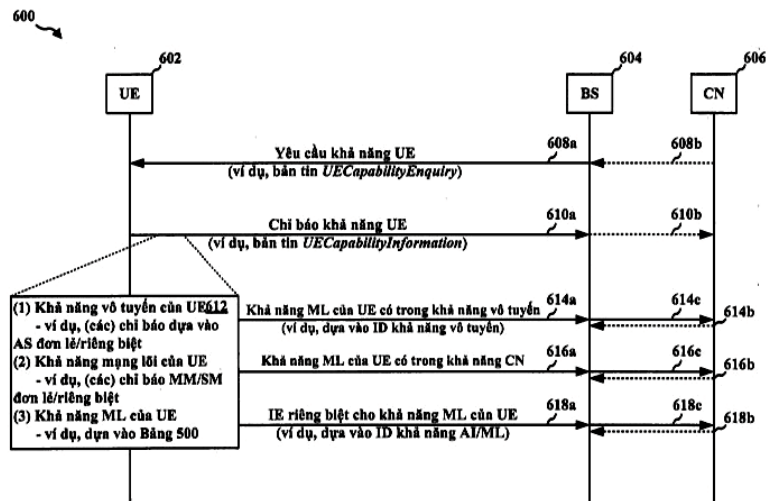 600
602
604
606
UE
BS
CN
Yêu cầu khả năng UE
608a
608b
(ví dụ, bản tin UECapabilityEnquiry)
Chỉ báo khả năng UE
610a
610b
(ví dụ, bản tin UECapabilityInformation)
(1) Khả năng vô tuyến của UE 612
- ví dụ, (các) chỉ báo dựa vào
AS đơn lẻ/riêng biệt
(2) Khả năng mạng lõi của UE
- ví dụ, (các) chỉ báo MM/SM
đơn lẻ/riêng biệt
(3) Khả năng ML của UE
- ví dụ, dựa vào Bảng 500
Khả năng ML của UE có trong khả năng vô tuyến
614a
614c
(ví dụ, dựa vào ID khả năng vô tuyến)
614b
Khả năng ML của UE có trong khả năng CN
616a
616c
616b
IE riêng biệt cho khả năng ML của UE
618a
618c
(ví dụ, dựa vào ID khả năng AI/ML)
618b